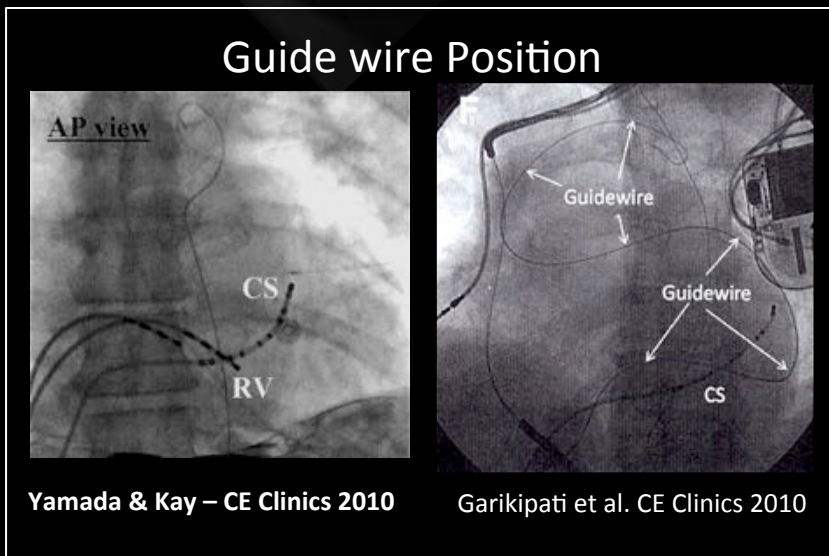 Guide wire Position
AP view
CS
RV
Guidewire
Guidewire
CS
Yamada & Kay – CE Clinics 2010
Garikipati et al. CE Clinics 2010